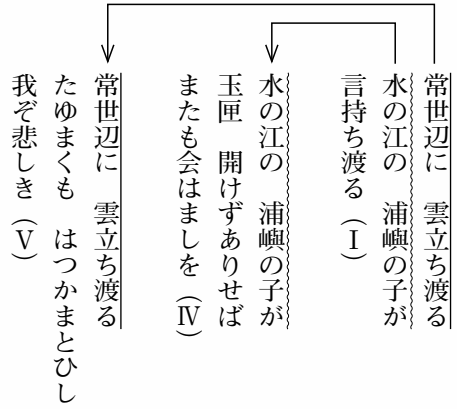 常世辺に　雲立ち渡る
水の江の　浦嶼の子が
言持ち渡る（Ⅰ）
水の江の　浦嶼の子が
玉匣　開けずありせば
またも会はましを（Ⅳ）
常世辺に　雲立ち渡る
たゆまくも　はつかまとひし
我ぞ悲しき（Ⅴ）